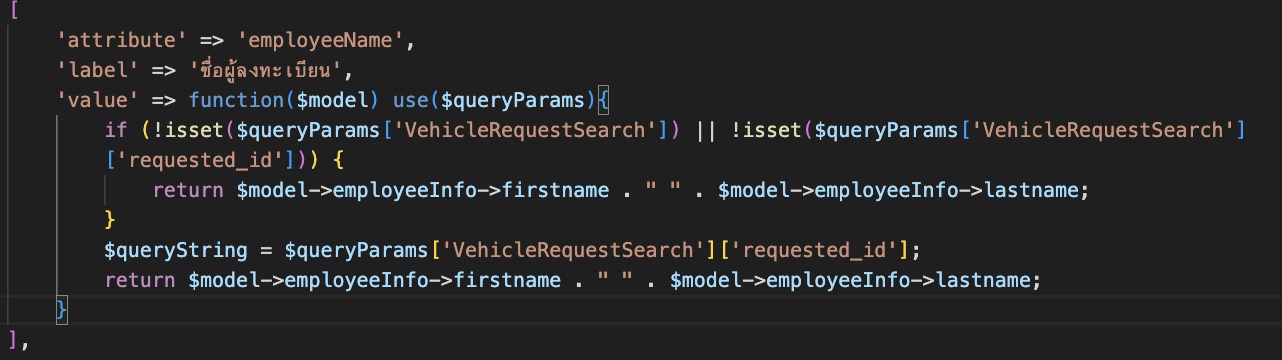 [
'attribute' => 'employeeName',
'label' => 'ชื่อผู้ลงทะเบียน',
'value' => function($model) use($queryParams){
if (!isset($queryParams['VehicleRequestSearch']) || !isset($queryParams['VehicleRequestSearch']
['requested_id'])) {
return $model->employeeInfo->firstname . " " . $model->employeeInfo->lastname;
}
$queryString = $queryParams['VehicleRequestSearch']['requested_id'];
return $model->employeeInfo->firstname . " " . $model->employeeInfo->lastname;
}
],